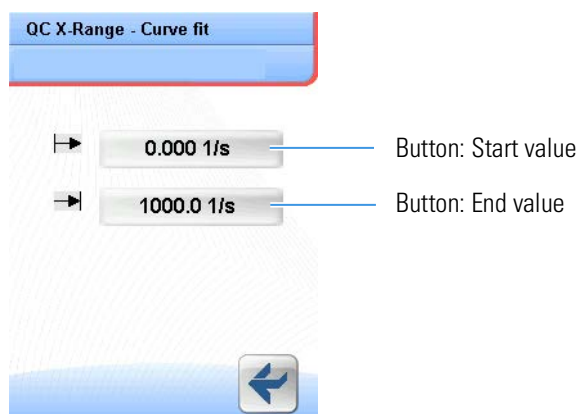 QC X-Range - Curve fit
0.000 1/s
Button: Start value
1000.0 1/s
Button: End value